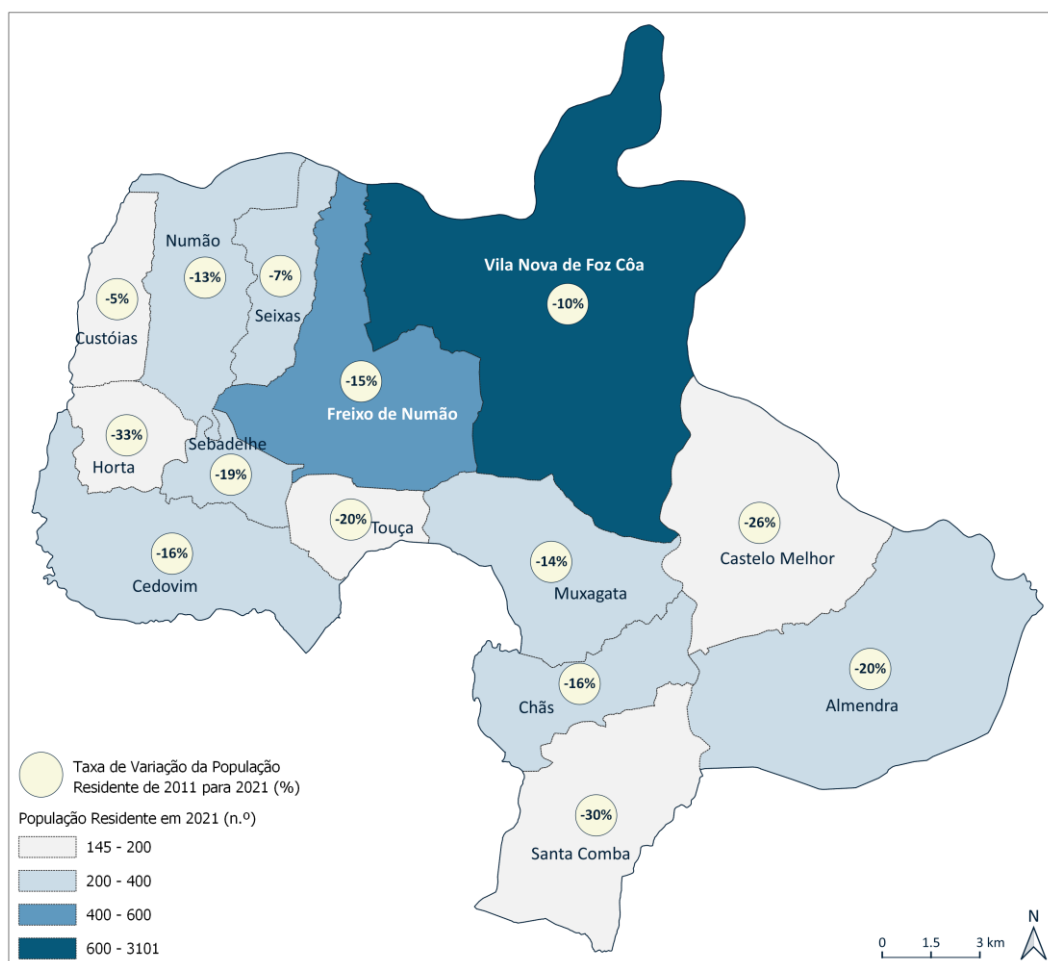 Vila Nova de Foz Côa
-10%
Numão
-13%
-7%
Seixas
-5%
Custóias
-15%
Freixo de Numão
-33%
Horta
Sebadelhe
-19%
-20%
Touça
-26%
Castelo Melhor
-16%
Cedovim
-14%
Muxagata
-16%
Chãs
-20%
Almendra
-30%
Santa Comba
Taxa de Variação da População
Residente de 2011 para 2021 (%)
População Residente em 2021 (n.º)
145 - 200
200 - 400
400 - 600
600 - 3101
N
0 1.5 3 km